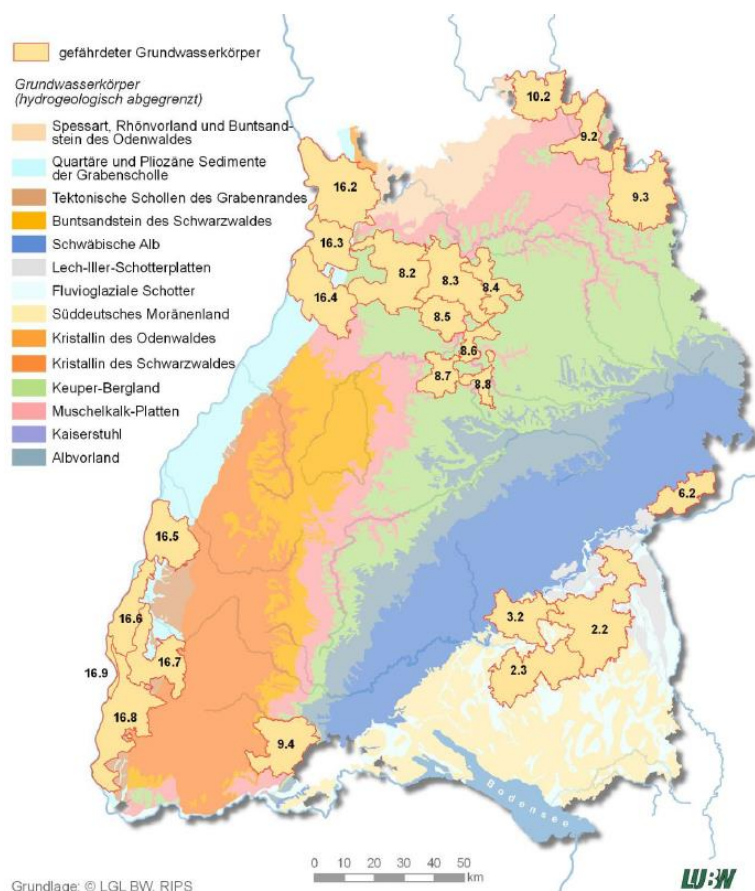 gefährdeter Grundwasserkörper
Grundwasserkörper
(hydrogeologisch abgegrenzt)
Spessart, Rhönvorland und Buntsand-
stein des Odenwaldes
Quartäre und Pliozäne Sedimente
der Grabenscholle
Tektonische Schollen des Grabenrandes
Buntsandstein des Schwarzwaldes
Schwäbische Alb
Lech-Iller-Schotterplatten
Fluvioglaziale Schotter
Süddeutsches Moränenland
Kristallin des Odenwaldes
Kristallin des Schwarzwaldes
Keuper-Bergland
Muschelkalk-Platten
Kaiserstuhl
Albvorland
10.2
9.2
9.3
16.2
16.3
8.2
8.3
8.4
16.4
8.5
8.6
8.7
8.8
6.2
16.5
3.2
2.2
16.6
16.7
2.3
16.9
16.8
9.4
Bodensee
0 10 20 30 40 50
km
Grundlage: © LGL BW, RIPS
LUBW